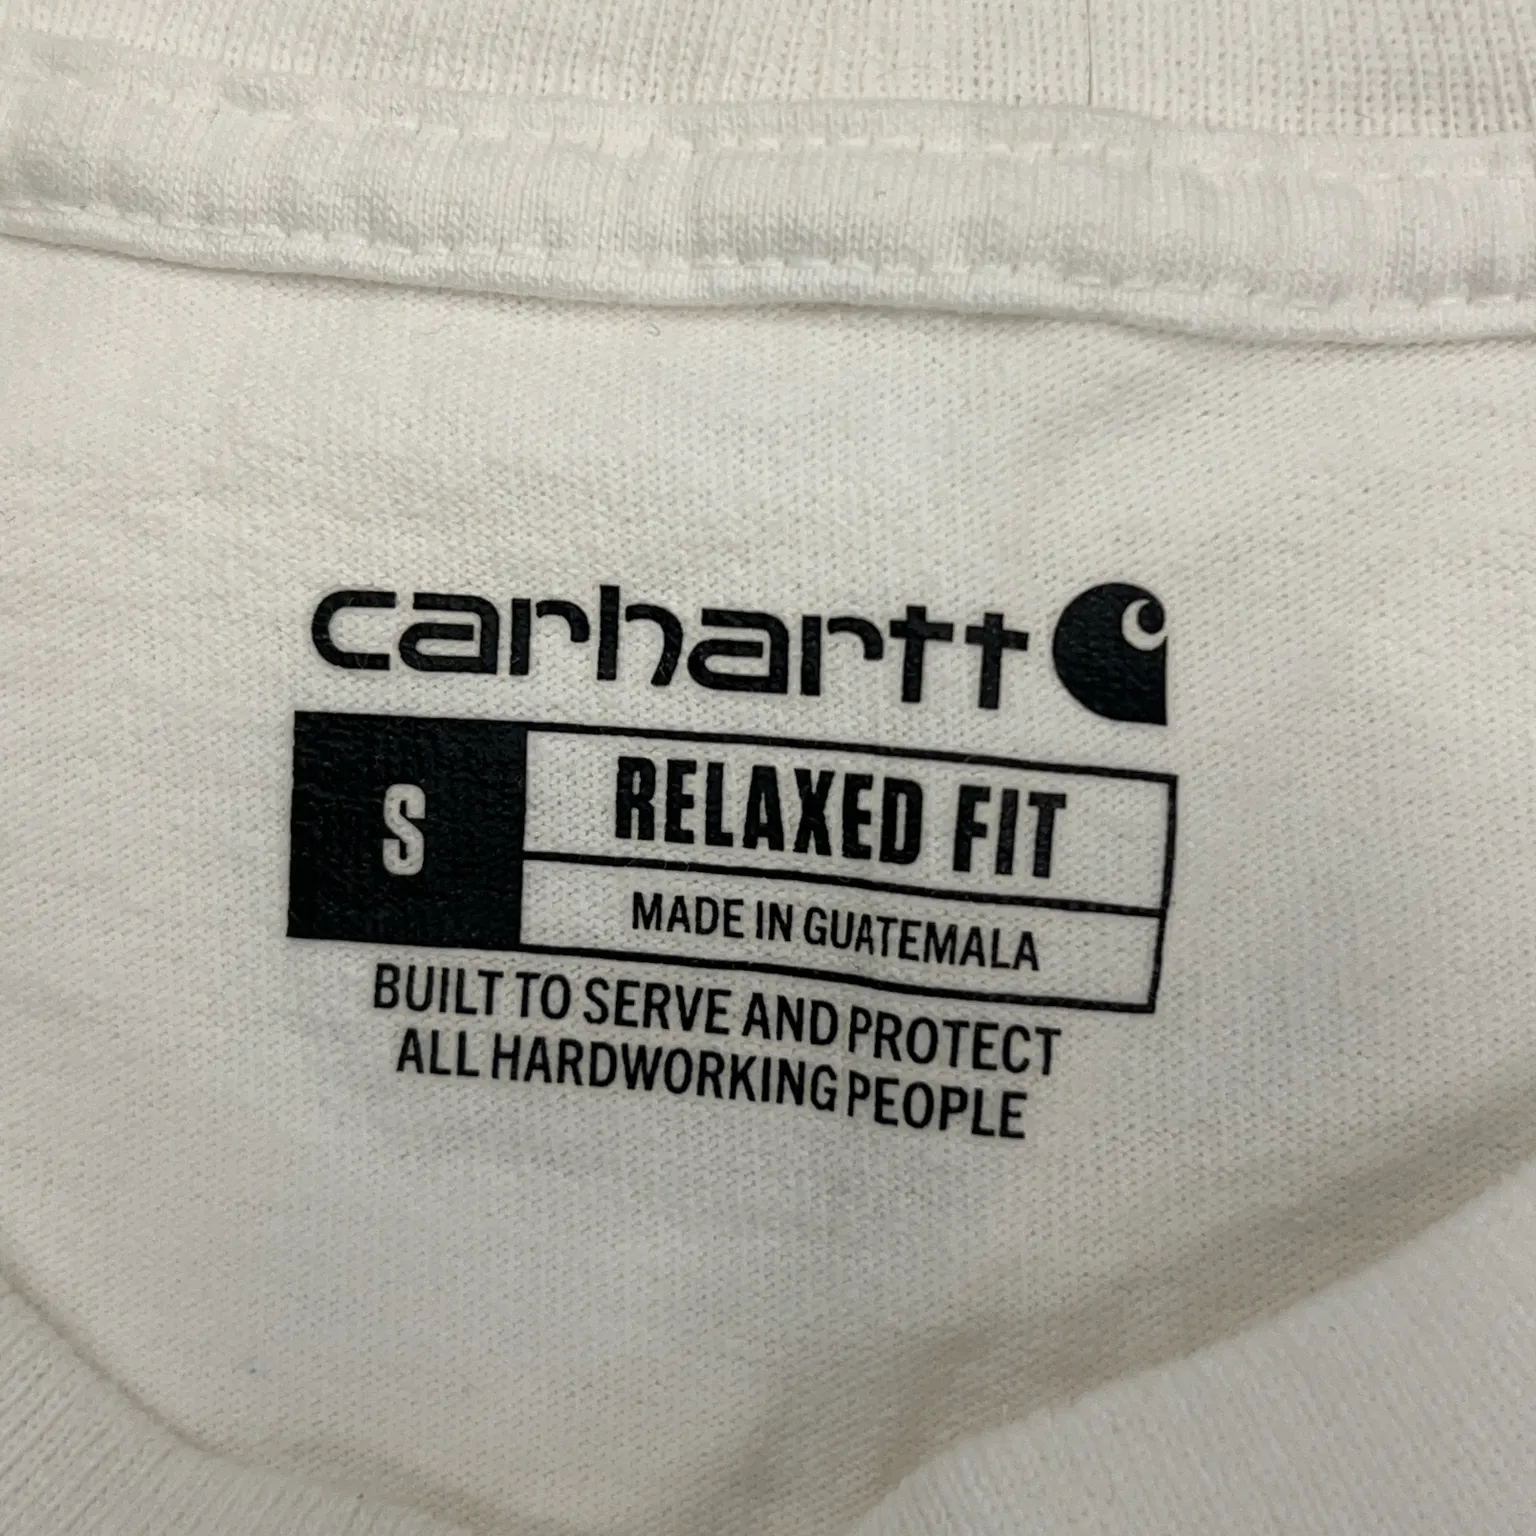 carhartt
S
RELAXED FIT
MADE IN GUATEMALA
BUILT TO SERVE AND PROTECT
ALL HARDWORKING PEOPLE